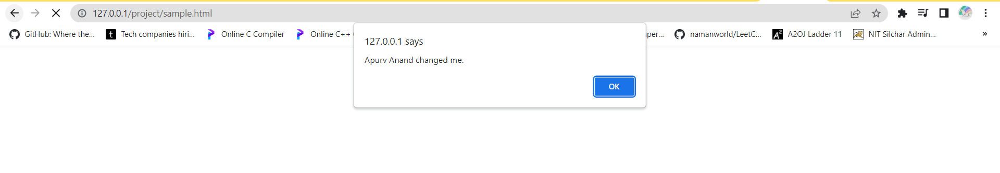 127.0.0.1/project/sample.html
GitHub: Where the...
t Tech companies hiri...
Online C Compiler
Online C++
per...
namanworld/LeetC...
A2 A2OJ Ladder 11
NIT Silchar Admin...
»
127.0.0.1 says
Apurv Anand changed me.
OK